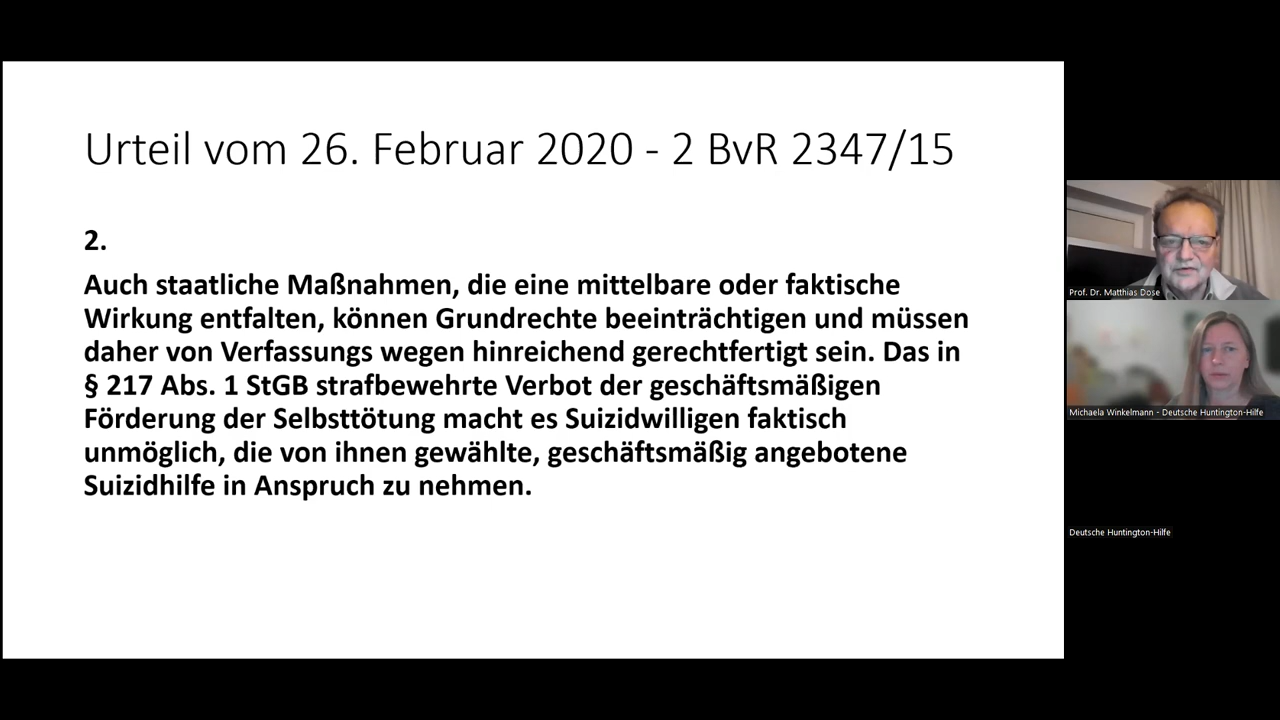 Urteil vom 26. Februar 2020 - 2 BvR 2347/15
2.
Auch staatliche Maßnahmen, die eine mittelbare oder faktische
Wirkung entfalten, können Grundrechte beeinträchtigen und müssen
daher von Verfassungs wegen hinreichend gerechtfertigt sein. Das in
§ 217 Abs. 1 StGB strafbewehrte Verbot der geschäftsmäßigen
Förderung der Selbsttötung macht es Suizidwilligen faktisch
unmöglich, die von ihnen gewählte, geschäftsmäßig angebotene
Suizidhilfe in Anspruch zu nehmen.
Prof. Dr. Matthias Dose
Michaela Winkelmann - Deutsche Huntington-Hilfe
Deutsche Huntington-Hilfe